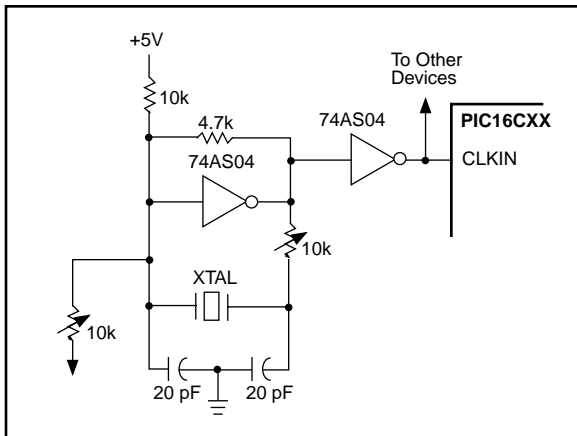 +5V
To Other
Devices
10k
4.7k
74AS04
PIC16CXX
74AS04
CLKIN
10k
XTAL
10k
20 pF
20 pF